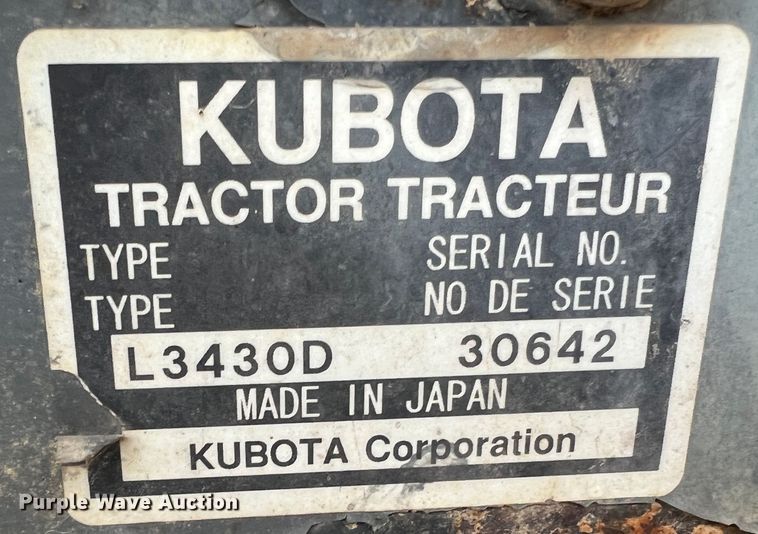 KUBOTA
TRACTOR TRACTEUR
TYPE SERIAL NO.
TYPE NO DE SERIE
L3430D 30642
MADE IN JAPAN
KUBOTA Corporation
Purple Wave Auction